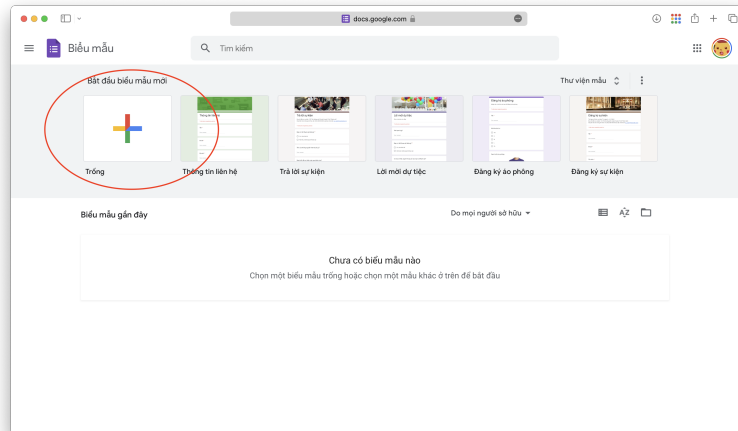 docs.google.com
Biểu mẫu
Tìm kiếm
Bắt đầu biểu mẫu mới
Thư viện mẫu
Trống
Thông tin liên hệ
Trả lời sự kiện
Lời mời dự tiệc
Đăng ký áo phông
Đăng ký sự kiện
Biểu mẫu gần đây
Do mọi người sở hữu
AZ
Chưa có biểu mẫu nào
Chọn một biểu mẫu trống hoặc chọn một mẫu khác ở trên để bắt đầu